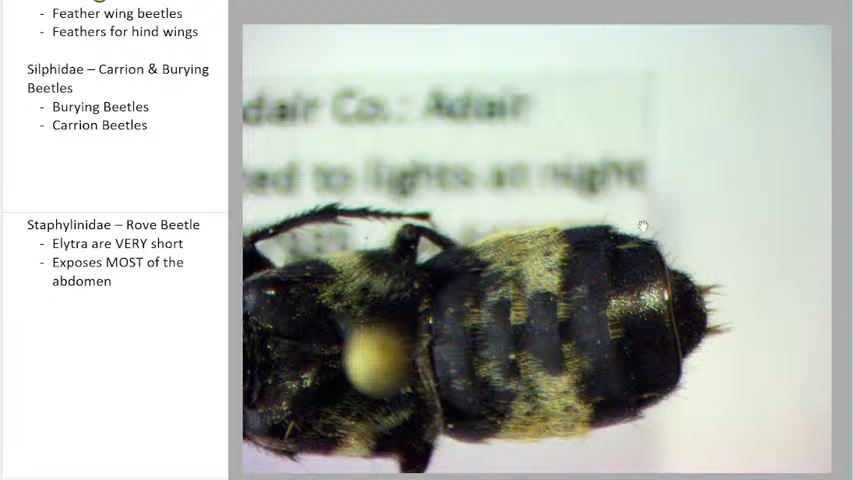 - Feather wing beetles
- Feathers for hind wings
Silphidae – Carrion & Burying
Beetles
- Burying Beetles
- Carrion Beetles
Staphylinidae – Rove Beetle
- Elytra are VERY short
- Exposes MOST of the
abdomen
dair Co.: Adair
ed to lights at night